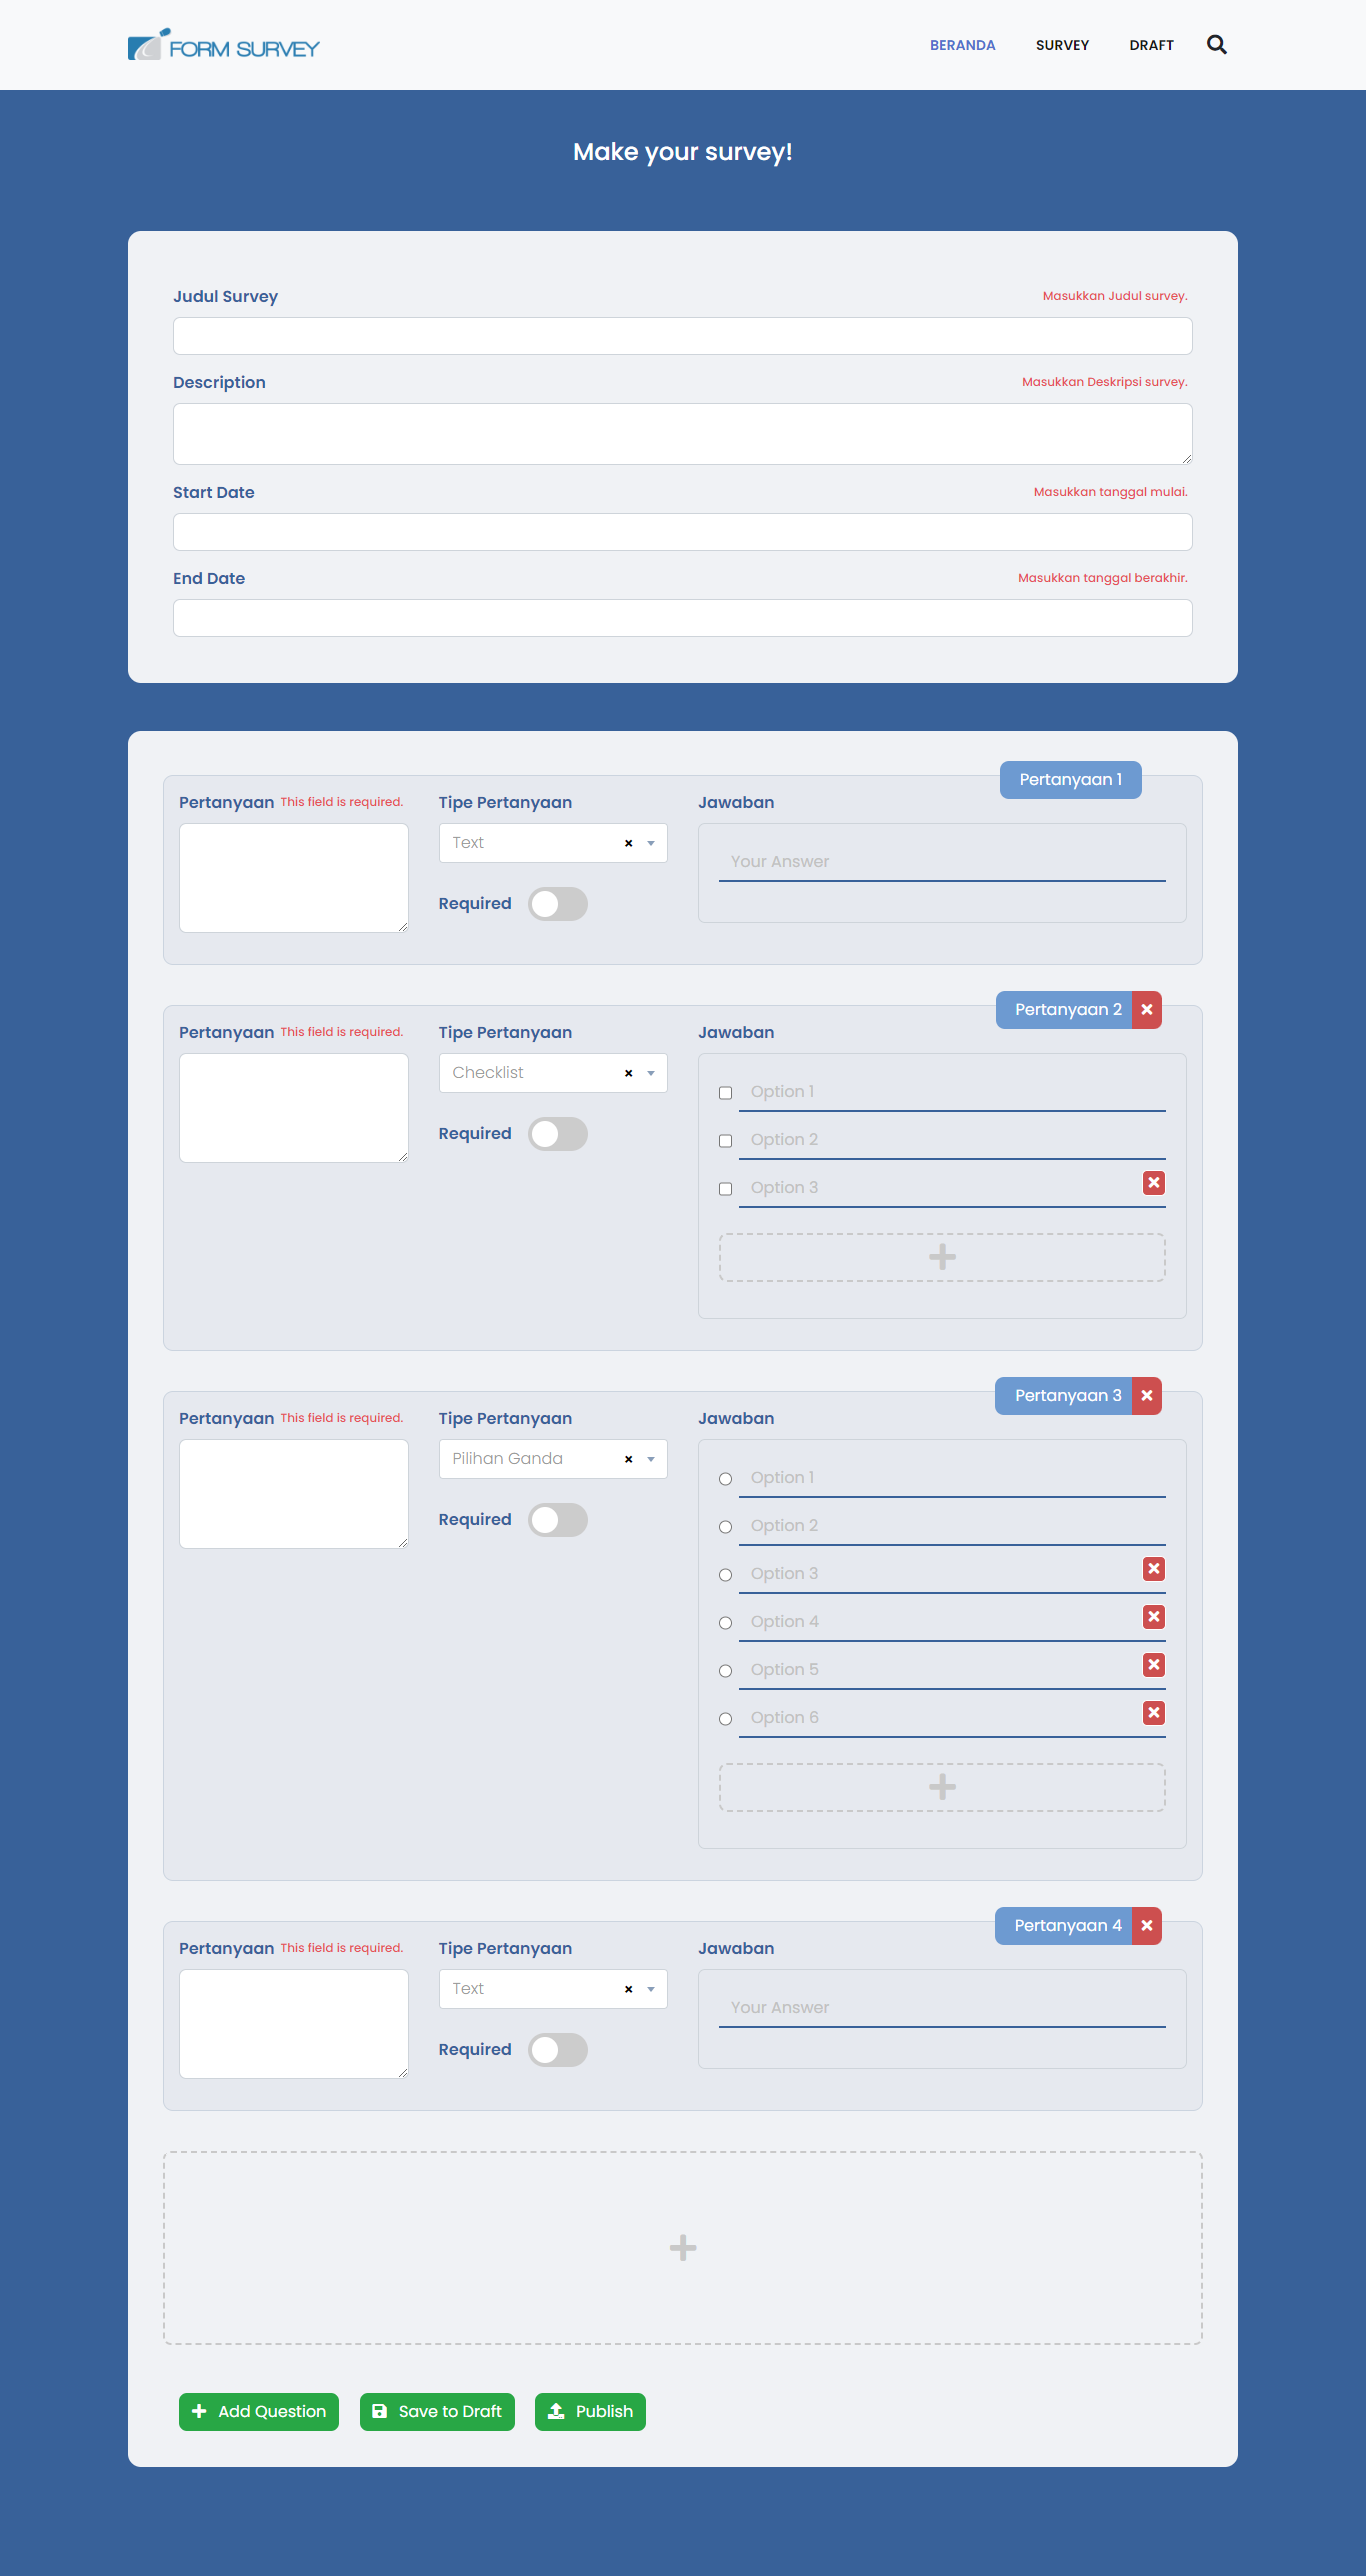 FORM SURVEY
BERANDA SURVEY DRAFT
Make your survey!
Judul Survey Masukkan Judul survey.
Description Masukkan Deskripsi survey.
Start Date Masukkan tanggal mulai.
End Date Masukkan tanggal berakhir.
Pertanyaan 1
Pertanyaan This field is required. Tipe Pertanyaan Jawaban
Text
Your Answer
Required
Pertanyaan 2
Pertanyaan This field is required. Tipe Pertanyaan Jawaban
Checklist
Option 1
Required
Option 2
Option 3
Pertanyaan 3
Pertanyaan This field is required. Tipe Pertanyaan Jawaban
Pilihan Ganda
Option 1
Required
Option 2
Option 3
Option 4
Option 5
Option 6
Pertanyaan 4
Pertanyaan This field is required. Tipe Pertanyaan Jawaban
Text
Your Answer
Required
Add Question Save to Draft Publish